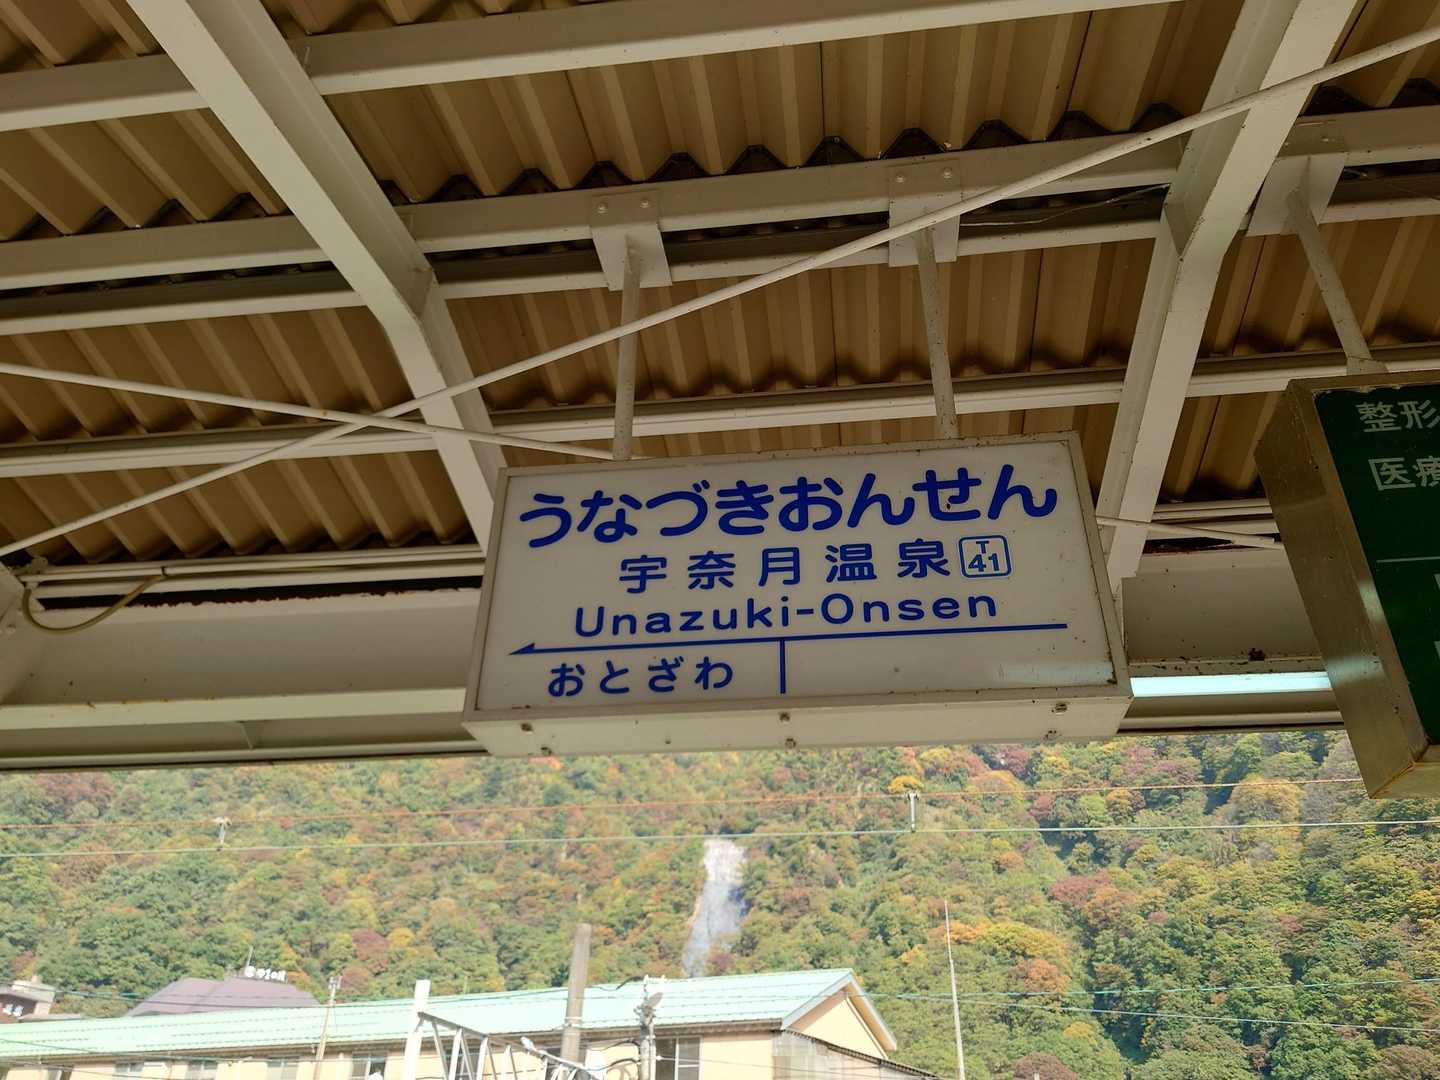 うなづきおんせん
宇奈月温泉 T 41
Unazuki-Onsen
おとざわ
整形
医療